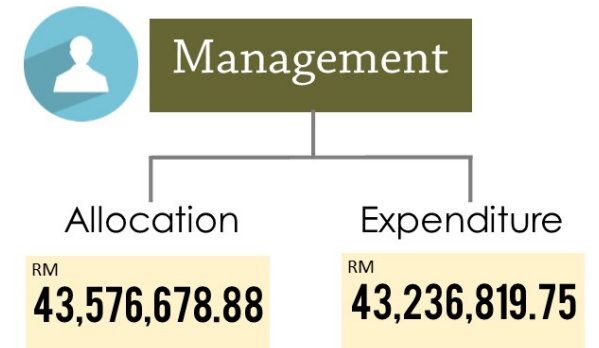 Management
Allocation
Expenditure
RM
43,576,678.88
RM
43,236,819.75